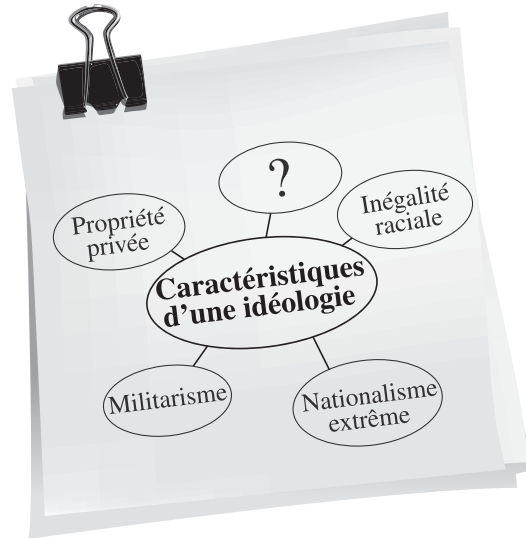 ?
Propriété
privée
Inégalité
raciale
Caractéristiques
d'une idéologie
Militarisme
Nationalisme
extrême